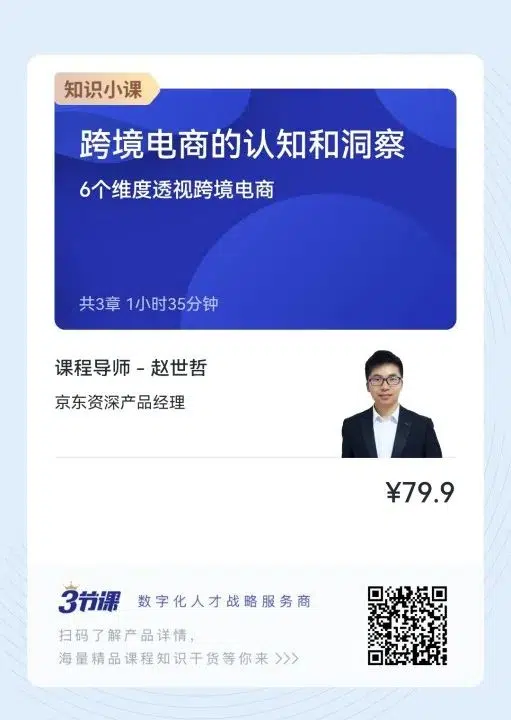 知识小课
跨境电商的认知和洞察
6个维度透视跨境电商
共3章 1小时35分钟
课程导师 - 赵世哲
京东资深产品经理
¥79.9
3节课 数字化人才战略服务商
扫码了解产品详情,
海量精品课程知识干货等你来 >>>